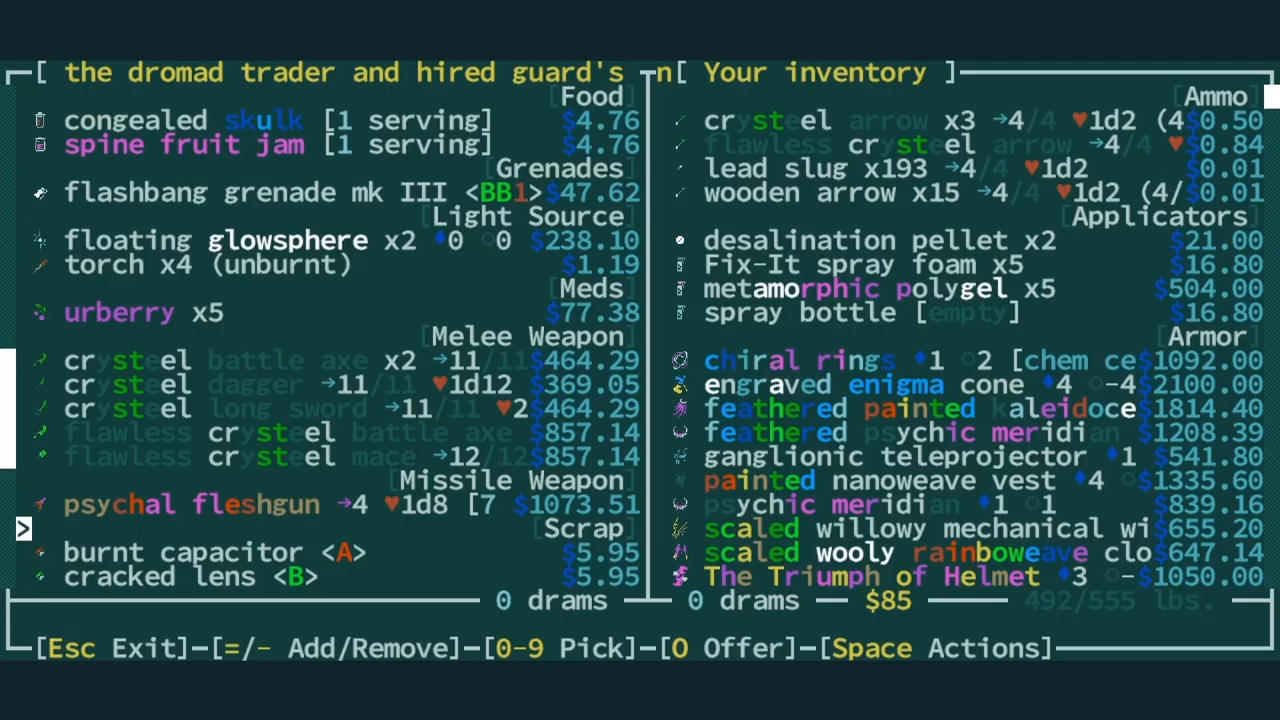 [ the dromad trader and hired guard's n[ Your inventory ]
[Food]
congealed skulk [1 serving] $4.76
spine fruit jam [1 serving] $4.76
[Grenades]
flashbang grenade mk III <BB1>$47.62
[Light Source]
floating glowsphere x2 ♦0 ○0 $238.10
torch x4 (unburnt) $1.19
[Meds]
urberry x5 $77.38
[Melee Weapon]
crysteel battle axe x2 →11/11$464.29
crysteel dagger →11/11 ♥1d12 $369.05
crysteel long sword →11/11 ♥2$464.29
flawless crysteel battle axe $857.14
flawless crysteel mace →12/12$857.14
[Missile Weapon]
psychal fleshgun →4 ♥1d8 [7 $1073.51
> [Scrap]
burnt capacitor <A> $5.95
cracked lens <B> $5.95
[Ammo]
crysteel arrow x3 →4/4 ♥1d2 (4$0.50
flawless crysteel arrow →4/4 ♥$0.84
lead slug x193 →4/4 ♥1d2 $0.01
wooden arrow x15 →4/4 ♥1d2 (4/$0.01
[Applicators]
desalination pellet x2 $21.00
Fix-It spray foam x5 $16.80
metamorphic polygel x5 $504.00
spray bottle [empty] $16.80
[Armor]
chiral rings ♦1 ○2 [chem ce$1092.00
engraved enigma cone ♦4 ○-4$2100.00
feathered painted kaleidoce$1814.40
feathered psychic meridian $1208.39
ganglionic teleprojector ♦1 $541.80
painted nanoweave vest ♦4 ○$1335.60
psychic meridian ♦1 ○1 $839.16
scaled willowy mechanical wi$655.20
scaled wooly rainboweave clo$647.14
The Triumph of Helmet ♦3 ○-$1050.00
0 drams 0 drams $85 492/555 lbs.
[Esc Exit]-[=/- Add/Remove]-[0-9 Pick]-[O Offer]-[Space Actions]